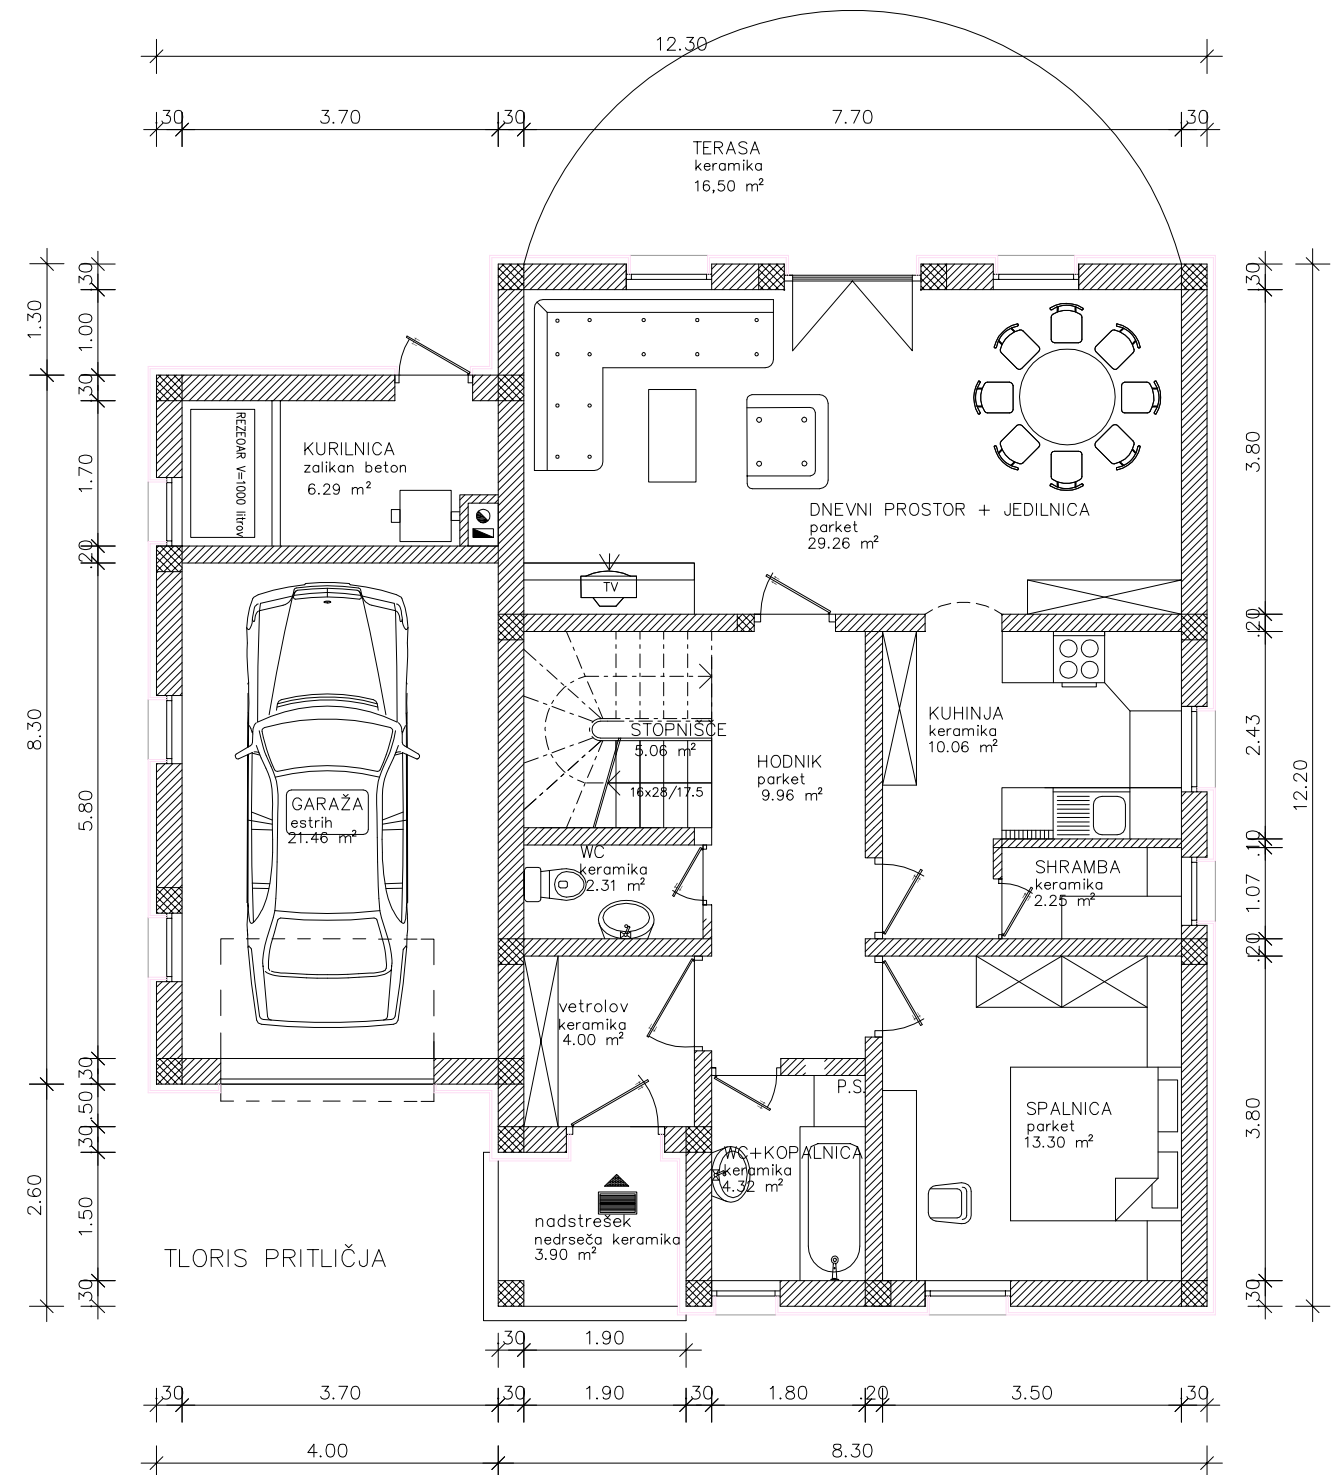 12.30
.30
3.70
.30
7.70
.30
TERASA
keramika
16,50 m²
.30
1.30
1.00
.30
1.70
.20
8.30
5.80
.30
.50
.30
2.60
1.50
.30
.30
3.80
.20
2.43
.10
1.07
.20
3.80
.30
12.20
REZEOAR V=1000 litrov
KURILNICA
zalikan beton
6.29 m²
DNEVNI PROSTOR + JEDILNICA
parket
29.26 m²
TV
STOPNIŠČE
5.06 m²
16x28/17.5
KUHINJA
keramika
10.06 m²
HODNIK
parket
9.96 m²
GARAŽA
estrih
21.46 m²
WC
keramika
2.31 m²
SHRAMBA
keramika
2.25 m²
vetrolov
keramika
4.00 m²
P.S.
SPALNICA
parket
13.30 m²
WC+KOPALNICA
keramika
4.32 m²
nadstrešek
nedrseča keramika
3.90 m²
TLORIS PRITLIČJA
.30
1.90
.30
3.70
.30
1.90
.30
1.80
.20
3.50
.30
4.00
8.30